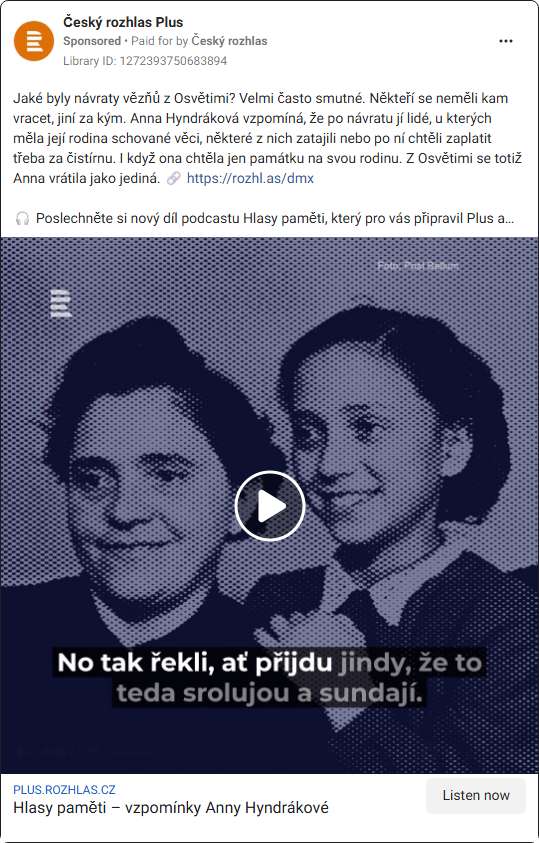 Český rozhlas Plus
Sponsored • Paid for by Český rozhlas
Library ID: 1272393750683894
Jaké byly návraty vězňů z Osvětimi? Velmi často smutné. Někteří se neměli kam
vracet, jiní za kým. Anna Hyndráková vzpomíná, že po návratu jí lidé, u kterých
měla její rodina schované věci, některé z nich zatajili nebo po ní chtěli zaplatit
třeba za čistírnu. I když ona chtěla jen památku na svou rodinu. Z Osvětimi se totiž
Anna vrátila jako jediná. 🔗 https://rozhl.as/dmx
🎧 Poslechněte si nový díl podcastu Hlasy paměti, který pro vás připravil Plus a...
Foto: Post Bellum
No tak řekli, ať přijdu jindy, že to
teda srolujou a sundají.
PLUS.ROZHLAS.CZ
Hlasy paměti – vzpomínky Anny Hyndrákové
Listen now